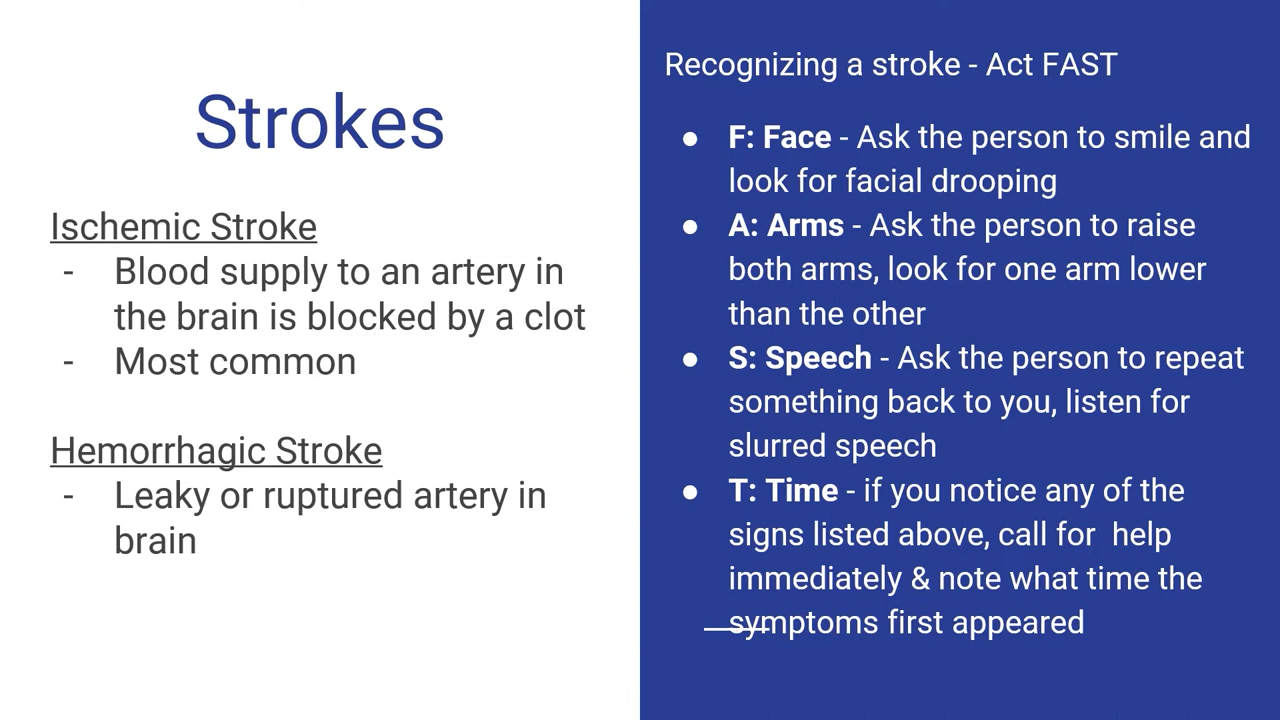 Strokes
Ischemic Stroke
- Blood supply to an artery in
the brain is blocked by a clot
- Most common
Hemorrhagic Stroke
- Leaky or ruptured artery in
brain
Recognizing a stroke - Act FAST
● F: Face - Ask the person to smile and
look for facial drooping
● A: Arms - Ask the person to raise
both arms, look for one arm lower
than the other
● S: Speech - Ask the person to repeat
something back to you, listen for
slurred speech
● T: Time - if you notice any of the
signs listed above, call for  help
immediately & note what time the
symptoms first appeared